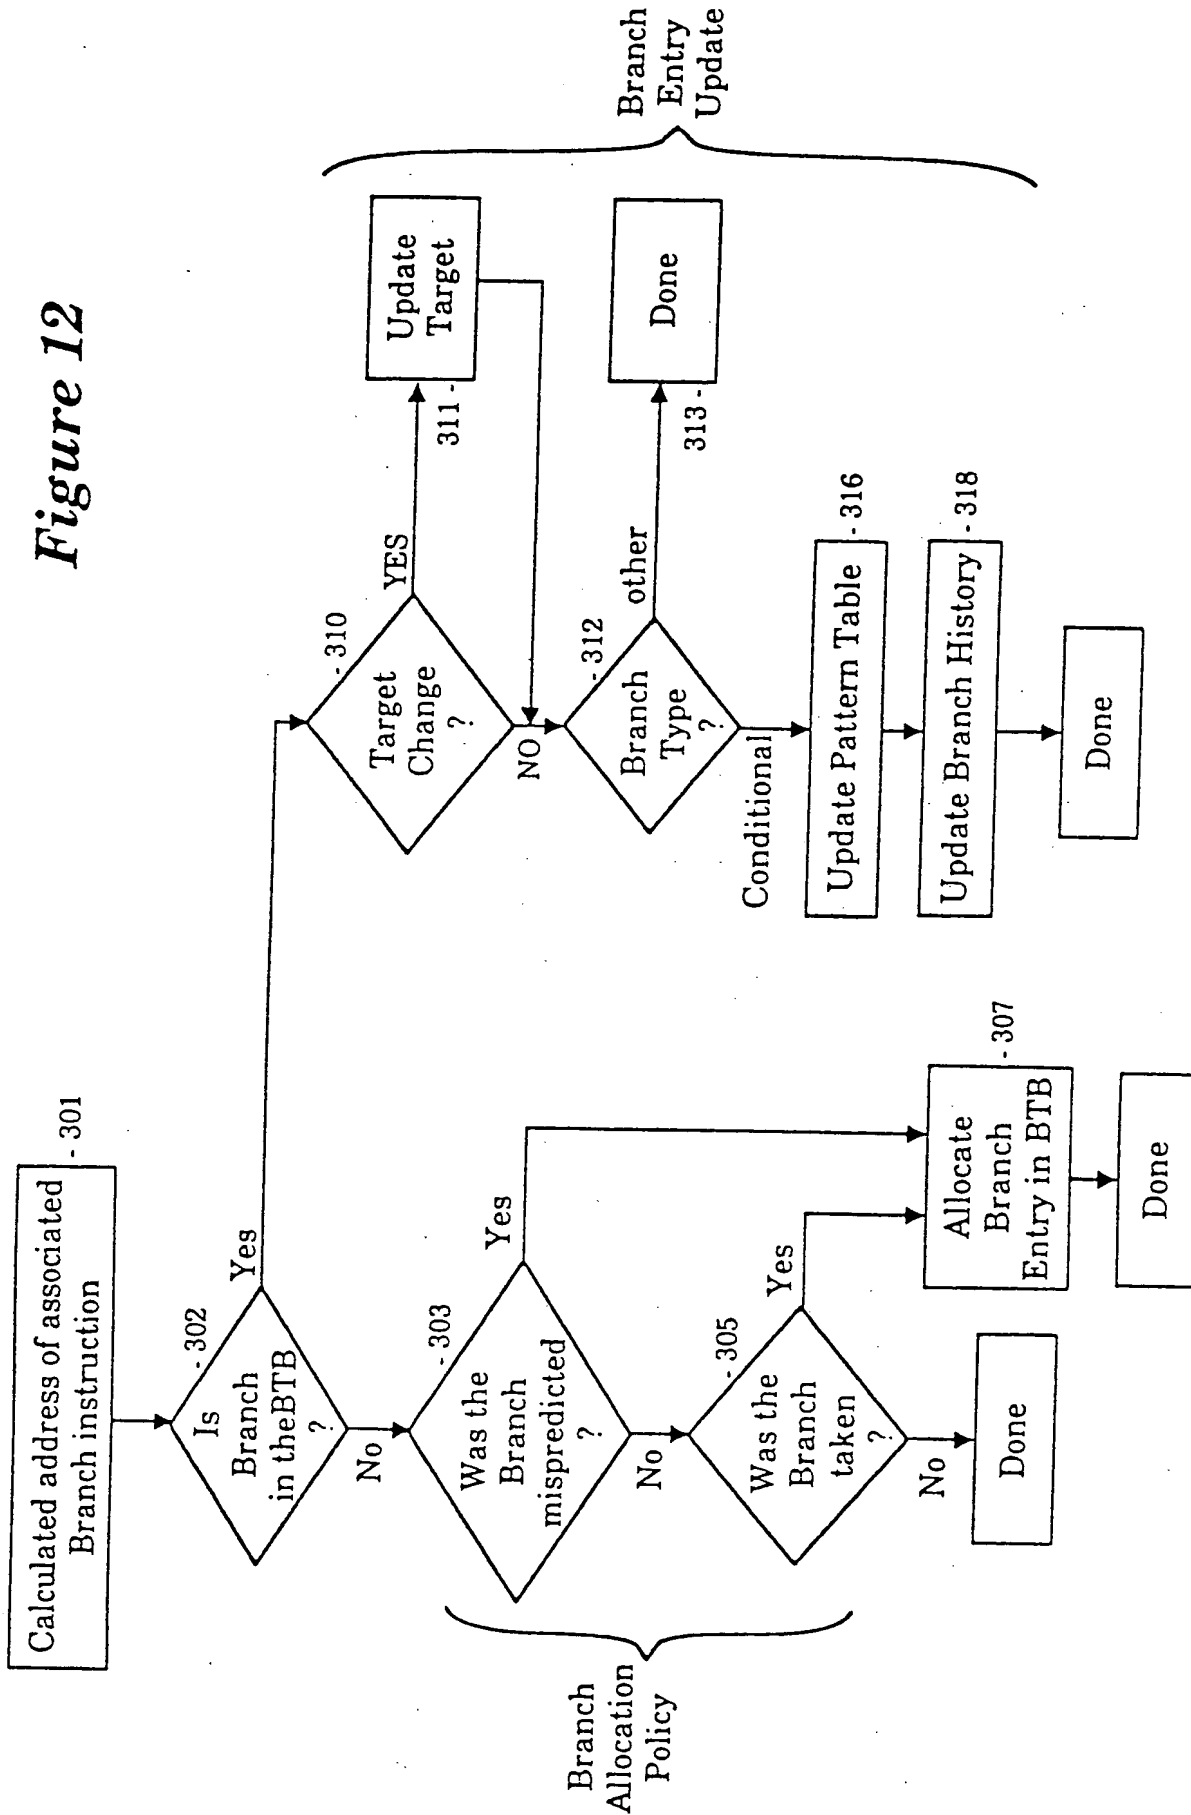 Figure 12
Calculated address of associated
Branch instruction
- 301
Is
Branch
in theBTB
?
- 302
Yes
No
Was the
Branch
mispredicted
?
- 303
Yes
No
Was the
Branch
taken
?
- 305
Yes
No
Done
Allocate
Branch
Entry in BTB
- 307
Done
Branch
Allocation
Policy
Target
Change
?
- 310
YES
NO
Update
Target
311 -
Branch
Type
?
- 312
other
Conditional
Done
313 -
Update Pattern Table
- 316
Update Branch History
- 318
Done
Branch
Entry
Update